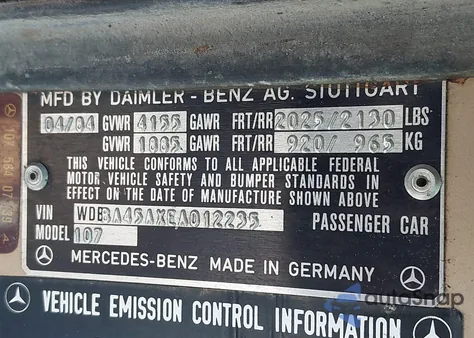 MFD BY DAIMLER - BENZ AG. STUTTGART
04/84 GVWR 4155 GAWR FRT/RR 2025/2130 LBS
GVWR 1885 GAWR FRT/RR 920/ 965 KG
THIS VEHICLE CONFORMS TO ALL APPLICABLE FEDERAL
MOTOR VEHICLE SAFETY AND BUMPER STANDARDS IN
EFFECT ON THE DATE OF MANUFACTURE SHOWN ABOVE
VIN WDBBA45AXEA012295 PASSENGER CAR
MODEL 107
MERCEDES-BENZ MADE IN GERMANY
VEHICLE EMISSION CONTROL INFORMATION
autosnap